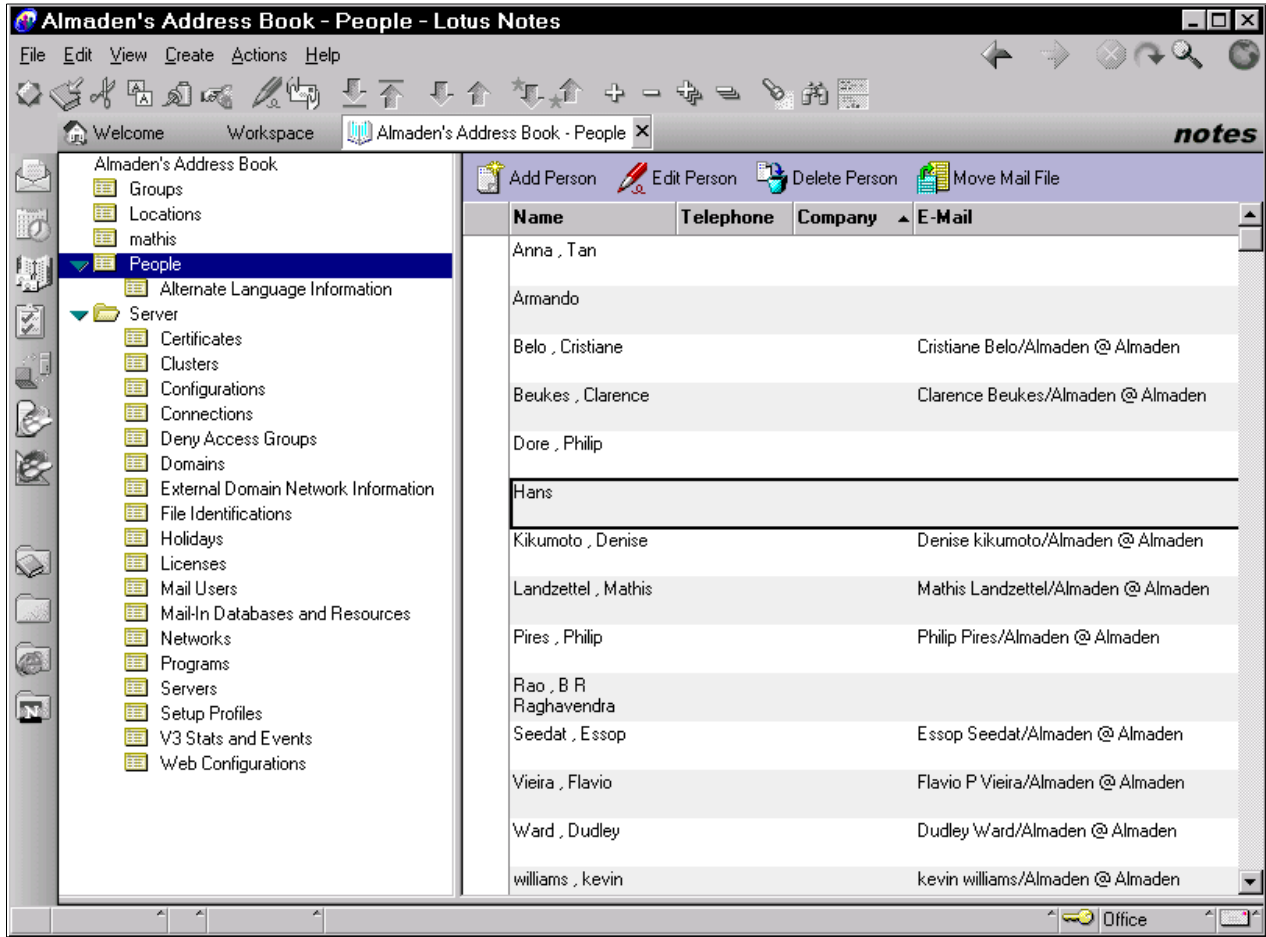 Almaden's Address Book - People - Lotus Notes
File Edit View Create Actions Help
Welcome Workspace Almaden's Address Book - People
notes
Almaden's Address Book
Groups
Locations
mathis
People
Alternate Language Information
Server
Certificates
Clusters
Configurations
Connections
Deny Access Groups
Domains
External Domain Network Information
File Identifications
Holidays
Licenses
Mail Users
Mail-In Databases and Resources
Networks
Programs
Servers
Setup Profiles
V3 Stats and Events
Web Configurations
Add Person Edit Person Delete Person Move Mail File
Name Telephone Company E-Mail
Anna , Tan
Armando
Belo , Cristiane Cristiane Belo/Almaden @ Almaden
Beukes , Clarence Clarence Beukes/Almaden @ Almaden
Dore , Philip
Hans
Kikumoto , Denise Denise kikumoto/Almaden @ Almaden
Landzettel , Mathis Mathis Landzettel/Almaden @ Almaden
Pires , Philip Philip Pires/Almaden @ Almaden
Rao , B R
Raghavendra
Seedat , Essop Essop Seedat/Almaden @ Almaden
Vieira , Flavio Flavio P Vieira/Almaden @ Almaden
Ward , Dudley Dudley Ward/Almaden @ Almaden
williams , kevin kevin williams/Almaden @ Almaden
Office